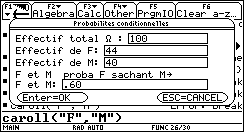 F1 F2 F3 F4 F5 F6
Algebra Calc Other PrgmIO Clear a-z…
Probabilites conditionnelles
Effectif total Ω : 100
Effectif de F: 44
Effectif de M: 40
F et M proba F sachant M→
F et M: .60
Enter=OK ESC=CANCEL
caroll("F","M")
MAIN RAD AUTO FUNC 26/30